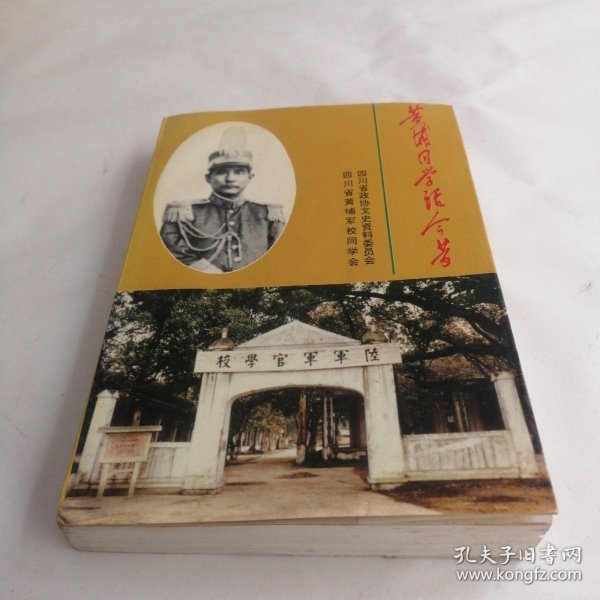 黄埔同学话今昔
四川省政协文史资料委员会
四川省黄埔军校同学会
校學官軍軍陸
孔夫子旧书网
www.kongfz.com